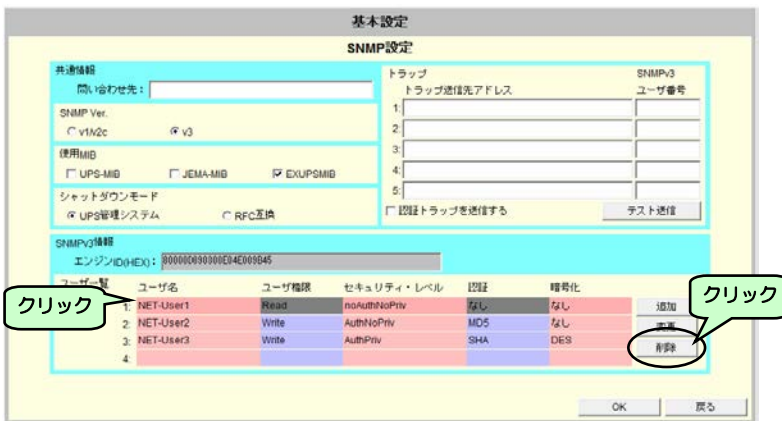 基本設定
SNMP設定
共通情報
問い合わせ先：
SNMP Ver.
v1/v2c v3
使用MIB
UPS-MIB JEMA-MIB EXUPSMIB
シャットダウンモード
UPS管理システム RFC互換
トラップ SNMPv3
トラップ送信先アドレス ユーザ番号
1:
2:
3:
4:
5:
認証トラップを送信する テスト送信
SNMPv3情報
エンジンID(HEX)：
ユーザー一覧 ユーザ名 ユーザ権限 セキュリティ・レベル 認証 暗号化
クリック
クリック
1: NET-User1 Read noAuthNoPriv なし なし 追加
2: NET-User2 Write AuthNoPriv MD5 なし 変更
3: NET-User3 Write AuthPriv SHA DES 削除
4:
OK 戻る